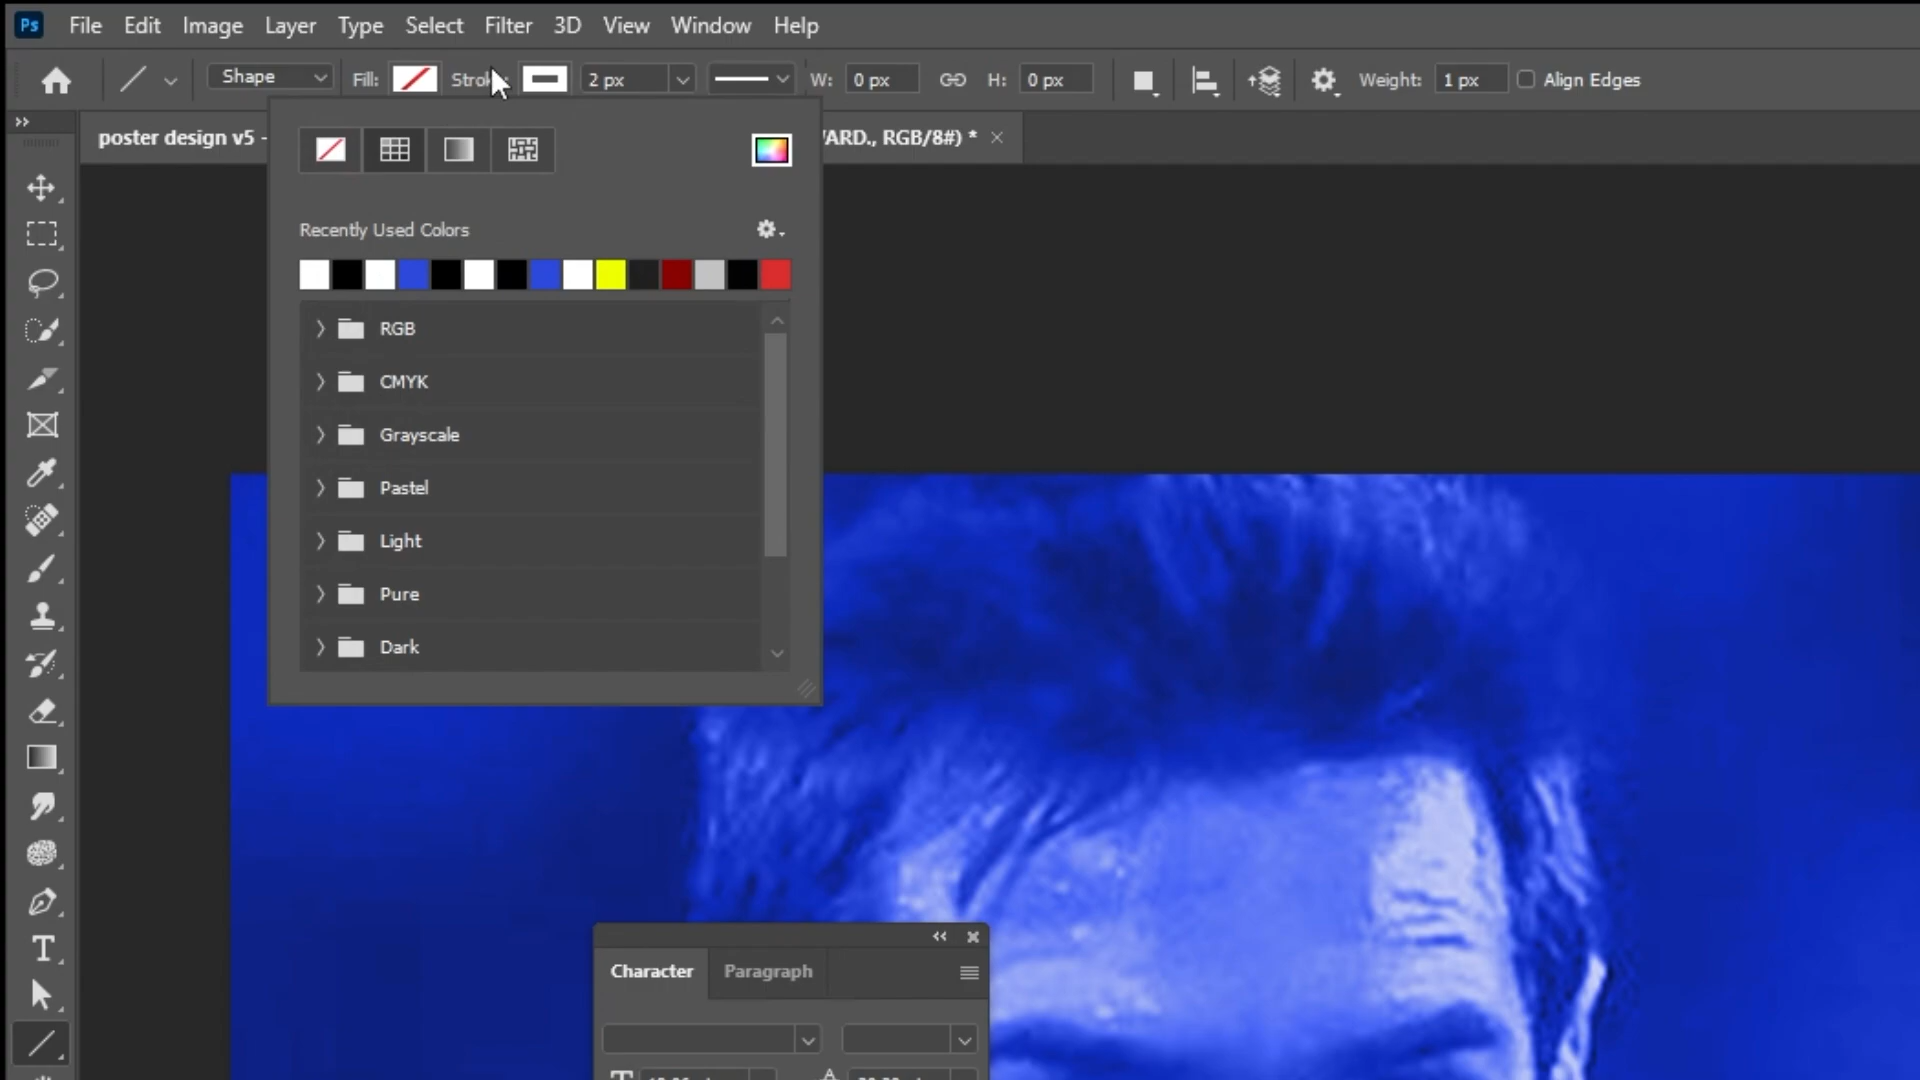 Ps File Edit Image Layer Type Select Filter 3D View Window Help
Shape Fill: 2 px W: 0 px H: 0 px Weight: 1 px Align Edges
poster design v5 - /ARD., RGB/8#) *
Recently Used Colors
RGB
CMYK
Grayscale
Pastel
Light
Pure
Dark
Character Paragraph